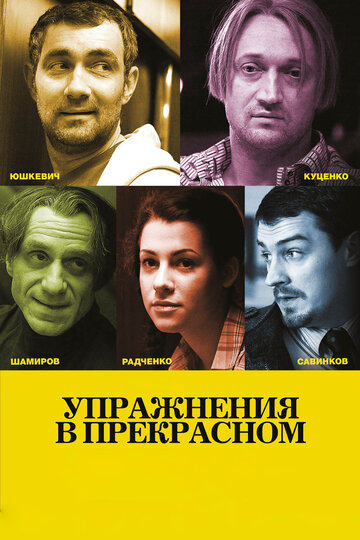 ЮШКЕВИЧ
КУЦЕНКО
ШАМИРОВ
РАДЧЕНКО
САВИНКОВ
УПРАЖНЕНИЯ
В ПРЕКРАСНОМ